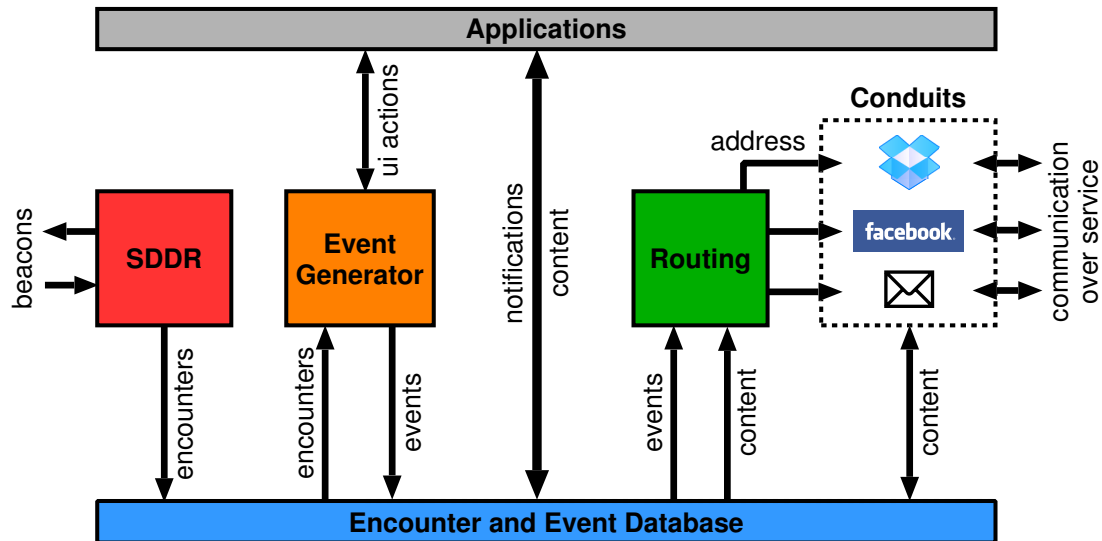 Applications
ui actions
notifications
content
Conduits
address
beacons
SDDR
Event
Generator
Routing
facebook.
communication
over service
encounters
encounters
events
events
content
content
Encounter and Event Database